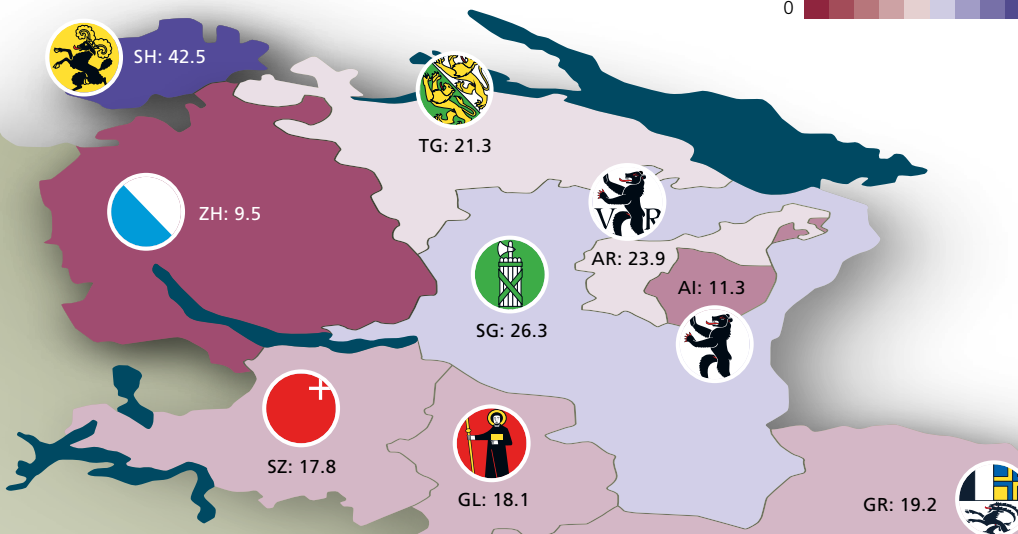 0
SH: 42.5
TG: 21.3
ZH: 9.5
V R
AR: 23.9
AI: 11.3
SG: 26.3
SZ: 17.8
GL: 18.1
GR: 19.2